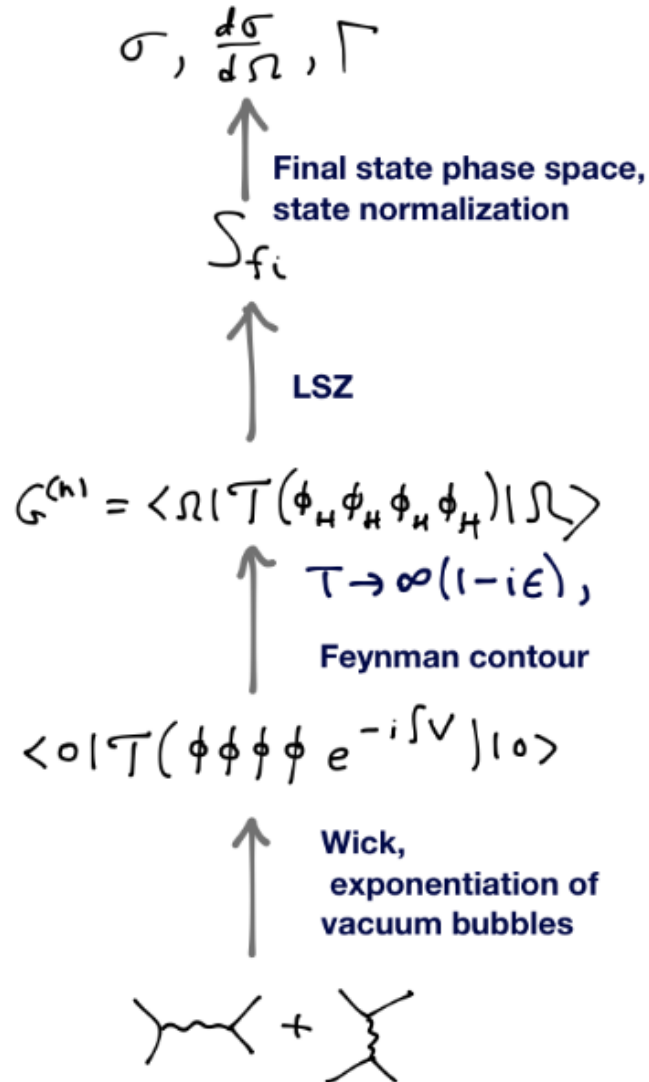 σ, dσ/dΩ, Γ
Final state phase space,
state normalization
S_fi
LSZ
G^(n) = <Ω|T(ϕ_H ϕ_H ϕ_H ϕ_H)|Ω>
T → ∞(1-iϵ),
Feynman contour
<0|T(ϕ ϕ ϕ ϕ e^{-i∫V})|0>
Wick,
exponentiation of
vacuum bubbles
+